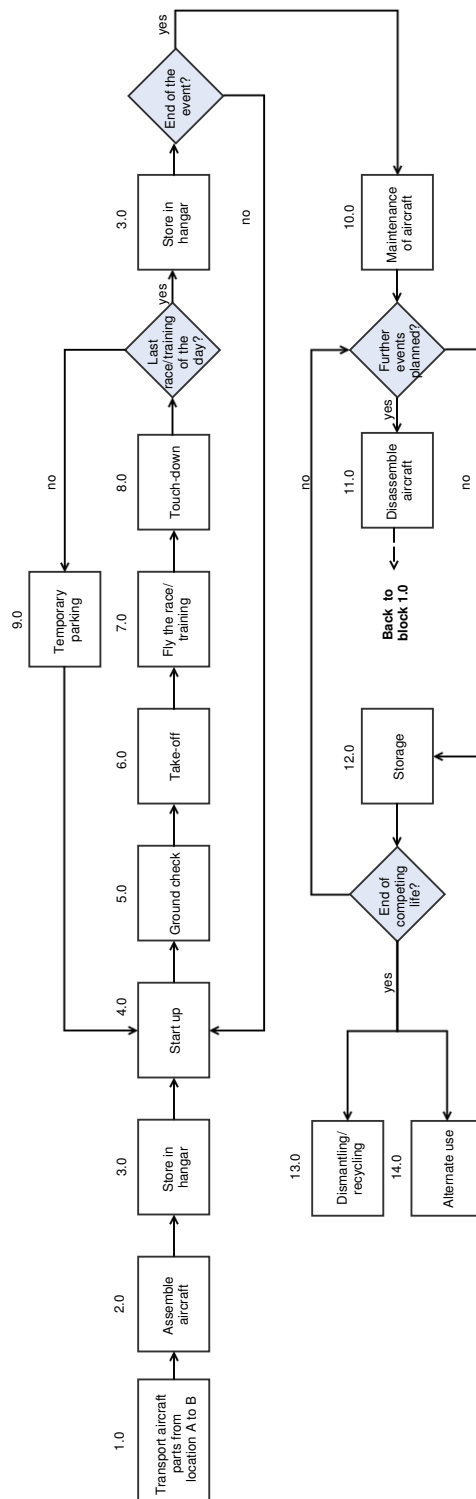 1.0
Transport aircraft
parts from
location A to B
2.0
Assemble
aircraft
3.0
Store in
hangar
4.0
Start up
5.0
Ground check
6.0
Take-off
7.0
Fly the race/
training
8.0
Touch-down
9.0
Temporary
parking
no
Last
race/training
of the
day?
yes
3.0
Store in
hangar
End of the
event?
yes
no
10.0
Maintenance
of aircraft
Further
events
planned?
yes
no
11.0
Disassemble
aircraft
Back to
block 1.0
12.0
Storage
End of
competing
life?
no
yes
13.0
Dismantling/
recycling
14.0
Alternate use